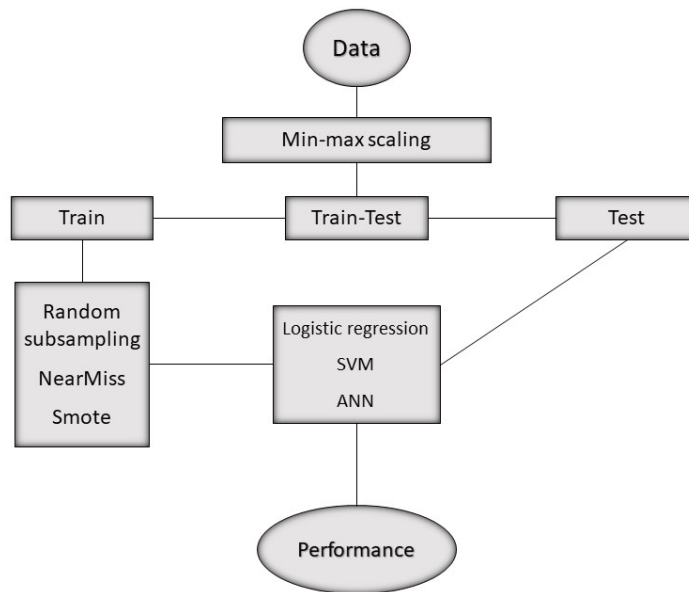 Data
Min-max scaling
Train
Train-Test
Test
Random
subsampling
NearMiss
Smote
Logistic regression
SVM
ANN
Performance